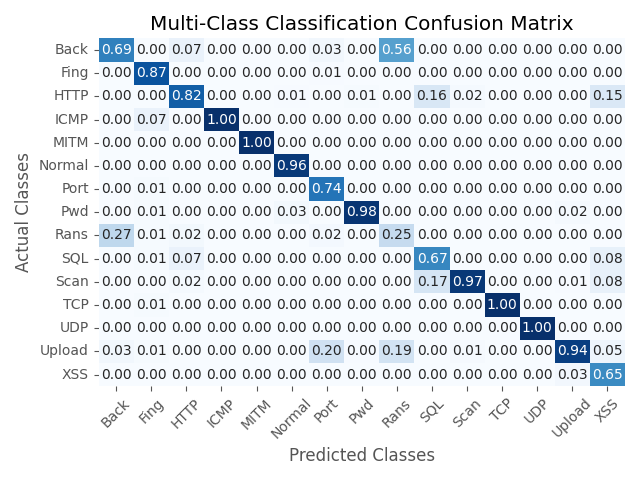 Multi-Class Classification Confusion Matrix
Actual Classes
Back 0.69 0.00 0.07 0.00 0.00 0.00 0.03 0.00 0.56 0.00 0.00 0.00 0.00 0.00 0.00
Fing 0.00 0.87 0.00 0.00 0.00 0.00 0.01 0.00 0.00 0.00 0.00 0.00 0.00 0.00 0.00
HTTP 0.00 0.00 0.82 0.00 0.00 0.01 0.00 0.01 0.00 0.16 0.02 0.00 0.00 0.00 0.15
ICMP 0.00 0.07 0.00 1.00 0.00 0.00 0.00 0.00 0.00 0.00 0.00 0.00 0.00 0.00 0.00
MITM 0.00 0.00 0.00 0.00 1.00 0.00 0.00 0.00 0.00 0.00 0.00 0.00 0.00 0.00 0.00
Normal 0.00 0.00 0.00 0.00 0.00 0.96 0.00 0.00 0.00 0.00 0.00 0.00 0.00 0.00 0.00
Port 0.00 0.01 0.00 0.00 0.00 0.00 0.74 0.00 0.00 0.00 0.00 0.00 0.00 0.00 0.00
Pwd 0.00 0.01 0.00 0.00 0.00 0.03 0.00 0.98 0.00 0.00 0.00 0.00 0.00 0.02 0.00
Rans 0.27 0.01 0.02 0.00 0.00 0.00 0.02 0.00 0.25 0.00 0.00 0.00 0.00 0.00 0.00
SQL 0.00 0.01 0.07 0.00 0.00 0.00 0.00 0.00 0.00 0.67 0.00 0.00 0.00 0.00 0.08
Scan 0.00 0.00 0.02 0.00 0.00 0.00 0.00 0.00 0.00 0.17 0.97 0.00 0.00 0.01 0.08
TCP 0.00 0.01 0.00 0.00 0.00 0.00 0.00 0.00 0.00 0.00 0.00 1.00 0.00 0.00 0.00
UDP 0.00 0.00 0.00 0.00 0.00 0.00 0.00 0.00 0.00 0.00 0.00 0.00 1.00 0.00 0.00
Upload 0.03 0.01 0.00 0.00 0.00 0.00 0.20 0.00 0.19 0.00 0.01 0.00 0.00 0.94 0.05
XSS 0.00 0.00 0.00 0.00 0.00 0.00 0.00 0.00 0.00 0.00 0.00 0.00 0.00 0.03 0.65
Back Fing HTTP ICMP MITM Normal Port Pwd Rans SQL Scan TCP UDP Upload XSS
Predicted Classes